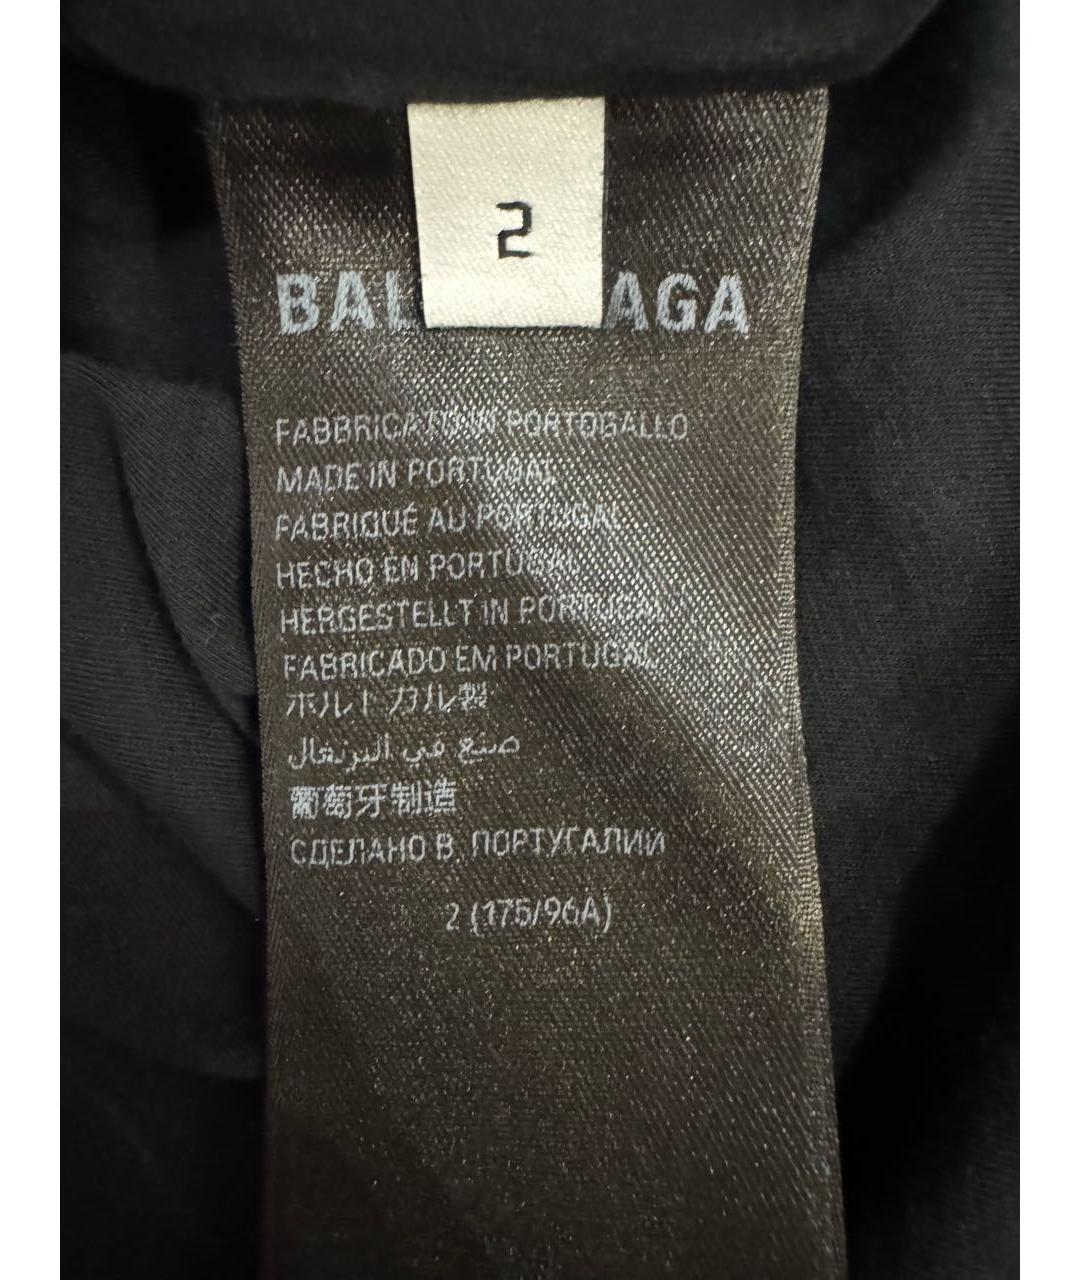 2
BAL AGA
FABBRICATO IN PORTOGALLO
MADE IN PORTUGAL
FABRIQUÉ AU PORTUGAL
HECHO EN PORTUGAL
HERGESTELLT IN PORTUGAL
FABRICADO EM PORTUGAL
ポルトガル製
صنع في البرتغال
葡萄牙制造
СДЕЛАНО В ПОРТУГАЛИИ
2 (175/96A)